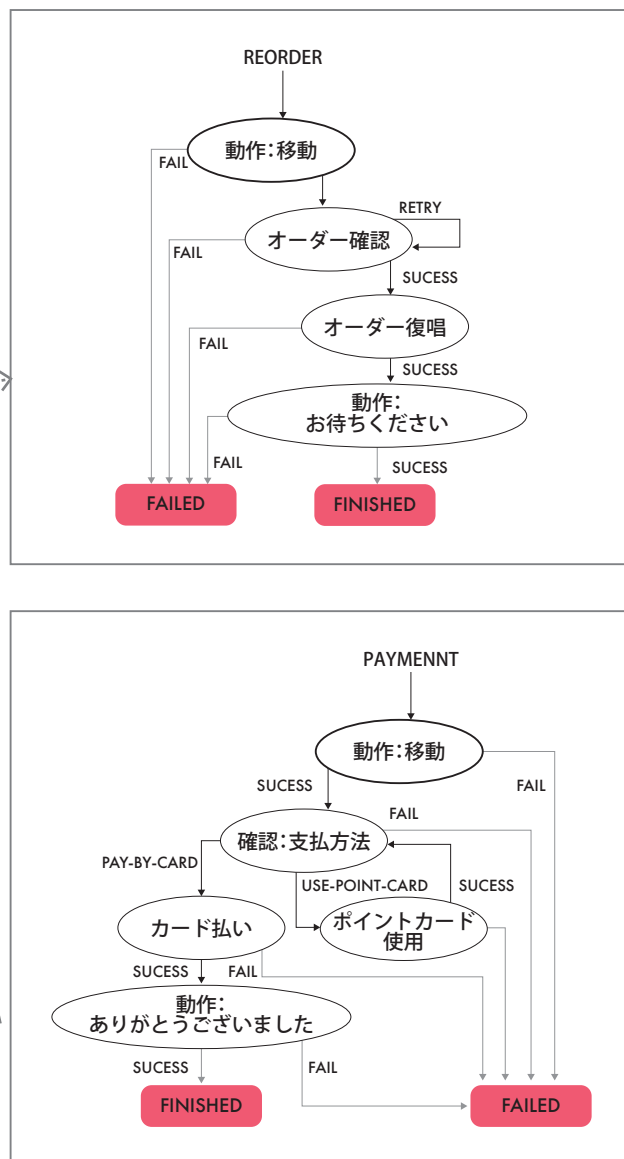 REORDER
動作:移動
FAIL
RETRY
オーダー確認
FAIL
SUCESS
オーダー復唱
FAIL
SUCESS
動作:
お待ちください
FAIL
SUCESS
FAILED
FINISHED
PAYMENNT
動作:移動
SUCESS
FAIL
FAIL
確認:支払方法
PAY-BY-CARD
USE-POINT-CARD
SUCESS
カード払い
ポイントカード
使用
SUCESS
FAIL
動作:
ありがとうございました
SUCESS
FAIL
FINISHED
FAILED